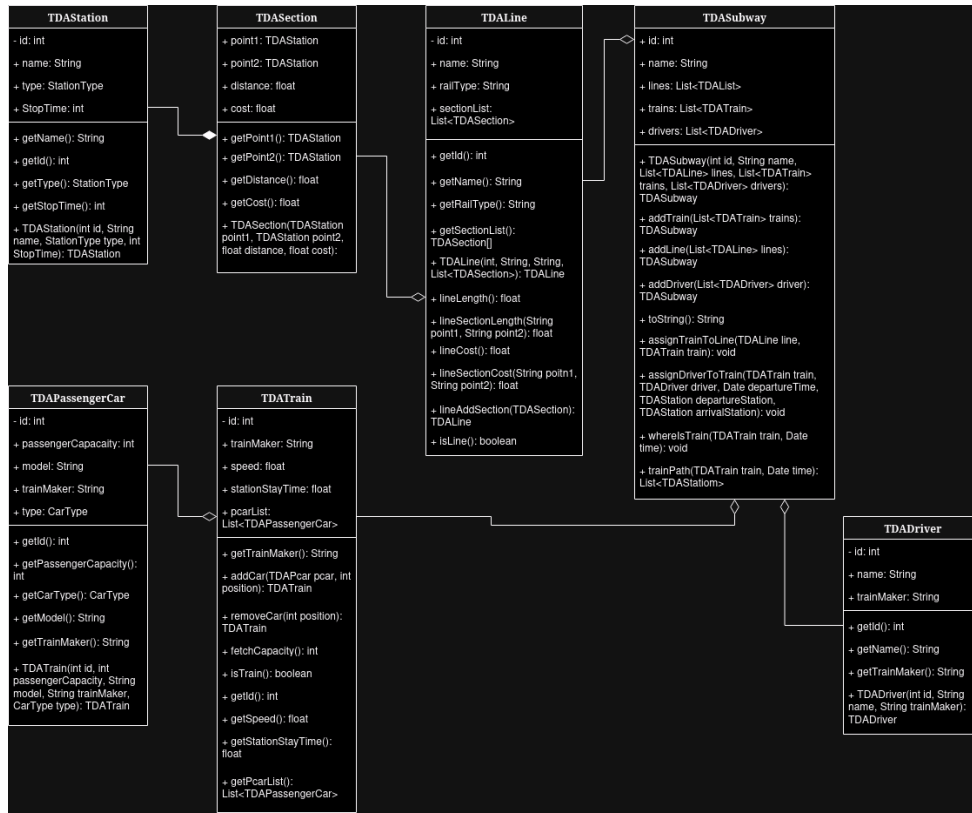 TDAStation
- id: int
+ name: String
+ type: StationType
+ StopTime: int
+ getName(): String
+ getId(): int
+ getType(): StationType
+ getStopTime(): int
+ TDAStation(int id, String
name, StationType type, int
StopTime): TDAStation
TDASection
+ point1: TDAStation
+ point2: TDAStation
+ distance: float
+ cost: float
+ getPoint1(): TDAStation
+ getPoint2(): TDAStation
+ getDistance(): float
+ getCost(): float
+ TDASection(TDAStation
point1, TDAStation point2,
float distance, float cost):
TDALine
- id: int
+ name: String
+ railType: String
+ sectionList:
List<TDASection>
+ getId(): int
+ getName(): String
+ getRailType(): String
+ getSectionList():
TDASection[]
+ TDALine(int, String, String,
List<TDASection>): TDALine
+ lineLength(): float
+ lineSectionLength(String
point1, String point2): float
+ lineCost(): float
+ lineSectionCost(String poitn1,
String point2): float
+ lineAddSection(TDASection):
TDALine
+ isLine(): boolean
TDASubway
+ id: int
+ name: String
+ lines: List<TDAList>
+ trains: List<TDATrain>
+ drivers: List<TDADriver>
+ TDASubway(int id, String name,
List<TDALine> lines, List<TDATrain>
trains, List<TDADriver> drivers):
TDASubway
+ addTrain(List<TDATrain> trains):
TDASubway
+ addLine(List<TDALine> lines):
TDASubway
+ addDriver(List<TDADriver> driver):
TDASubway
+ toString(): String
+ assignTrainToLine(TDALine line,
TDATrain train): void
+ assignDriverToTrain(TDATrain train,
TDADriver driver, Date departureTime,
TDAStation departureStation,
TDAStation arrivalStation): void
+ whereIsTrain(TDATrain train, Date
time): void
+ trainPath(TDATrain train, Date time):
List<TDAStatiom>
TDAPassengerCar
- id: int
+ passengerCapacaity: int
+ model: String
+ trainMaker: String
+ type: CarType
+ getId(): int
+ getPassengerCapacity():
int
+ getCarType(): CarType
+ getModel(): String
+ getTrainMaker(): String
+ TDATrain(int id, int
passengerCapacity, String
model, String trainMaker,
CarType type): TDATrain
TDATrain
- id: int
+ trainMaker: String
+ speed: float
+ stationStayTime: float
+ pcarList:
List<TDAPassengerCar>
+ getTrainMaker(): String
+ addCar(TDAPcar pcar, int
position): TDATrain
+ removeCar(int position):
TDATrain
+ fetchCapacity(): int
+ isTrain(): boolean
+ getId(): int
+ getSpeed(): float
+ getStationStayTime():
float
+ getPcarList():
List<TDAPassengerCar>
TDADriver
- id: int
+ name: String
+ trainMaker: String
+ getId(): int
+ getName(): String
+ getTrainMaker(): String
+ TDADriver(int id, String
name, String trainMaker):
TDADriver